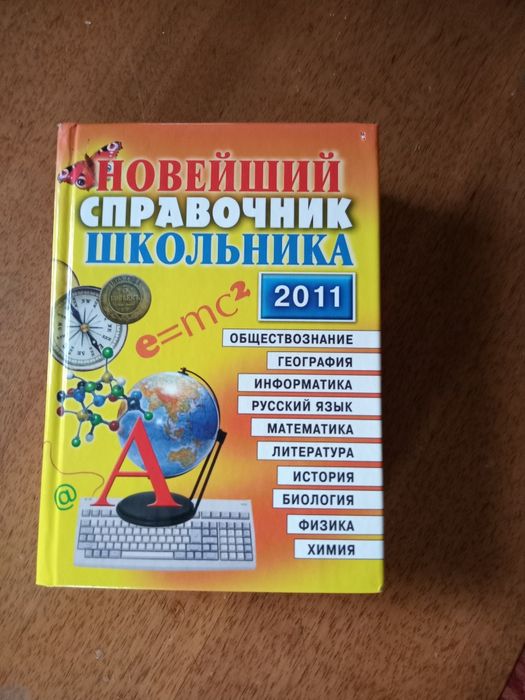 НОВЕЙШИЙ
СПРАВОЧНИК
ШКОЛЬНИКА
2011
e=mc²
ОБЩЕСТВОЗНАНИЕ
ГЕОГРАФИЯ
ИНФОРМАТИКА
РУССКИЙ ЯЗЫК
МАТЕМАТИКА
ЛИТЕРАТУРА
ИСТОРИЯ
БИОЛОГИЯ
ФИЗИКА
ХИМИЯ
А
@